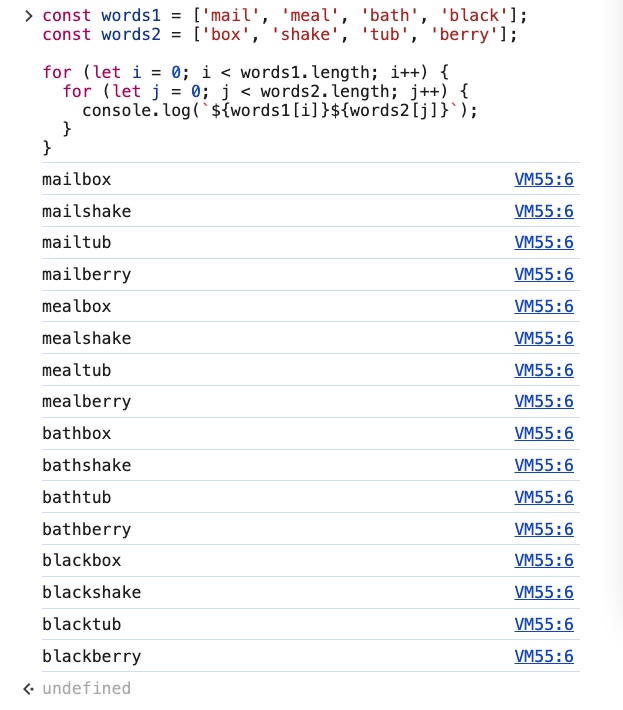 > const words1 = ['mail', 'meal', 'bath', 'black'];
const words2 = ['box', 'shake', 'tub', 'berry'];

for (let i = 0; i < words1.length; i++) {
  for (let j = 0; j < words2.length; j++) {
    console.log(`${words1[i]}${words2[j]}`);
  }
}
mailbox VM55:6
mailshake VM55:6
mailtub VM55:6
mailberry VM55:6
mealbox VM55:6
mealshake VM55:6
mealtub VM55:6
mealberry VM55:6
bathbox VM55:6
bathshake VM55:6
bathtub VM55:6
bathberry VM55:6
blackbox VM55:6
blackshake VM55:6
blacktub VM55:6
blackberry VM55:6
undefined